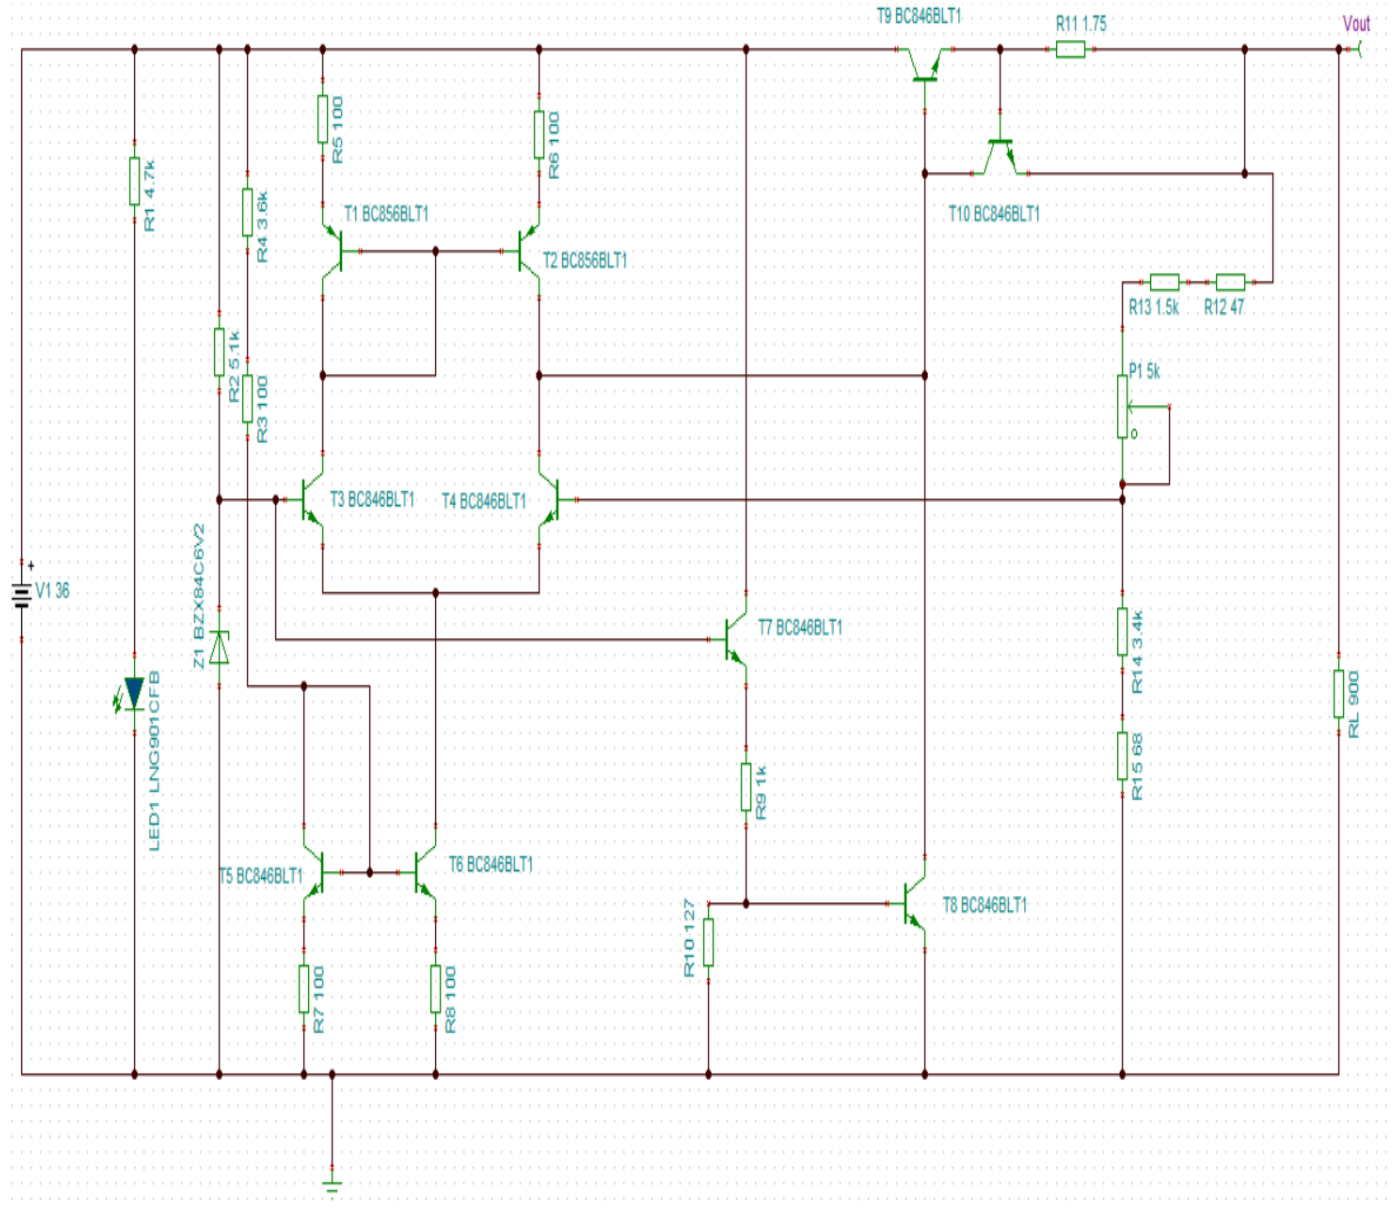 T9 BC846BLT1
R11 1.75
Vout
R5 100
R6 100
R1 4.7k
R4 3.6k
T1 BC856BLT1
T10 BC846BLT1
T2 BC856BLT1
R13 1.5k
R12 47
R2 5.1k
P1 5k
R3 100
0
T3 BC846BLT1
T4 BC846BLT1
+
V1 36
Z1 BZX84C6V2
T7 BC846BLT1
R14 3.4k
LED1 LNG901CFB
RL 900
R15 68
R9 1k
T5 BC846BLT1
T6 BC846BLT1
R10 127
T8 BC846BLT1
R7 100
R8 100